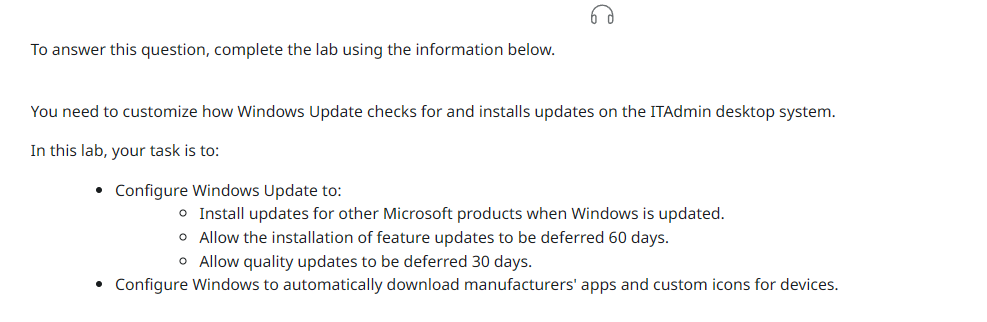 To answer this question, complete the lab using the information below.
You need to customize how Windows Update checks for and installs updates on the ITAdmin desktop system.
In this lab, your task is to:
• Configure Windows Update to:
◦ Install updates for other Microsoft products when Windows is updated.
◦ Allow the installation of feature updates to be deferred 60 days.
◦ Allow quality updates to be deferred 30 days.
• Configure Windows to automatically download manufacturers' apps and custom icons for devices.